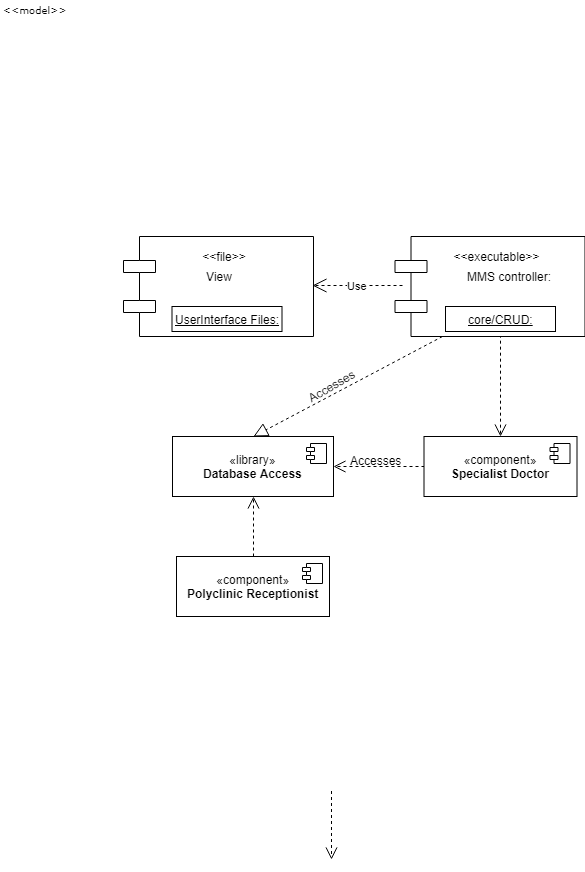 <<model>>
<<file>>
View
UserInterface Files:
Use
<<executable>>
MMS controller:
core/CRUD:
Accesses
«library»
Database Access
Accesses
«component»
Specialist Doctor
«component»
Polyclinic Receptionist